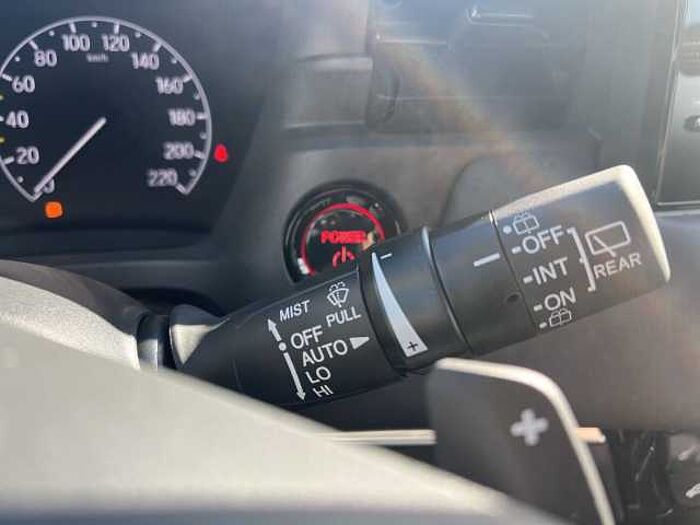 0
20
40
60
80
100
120
140
160
180
200
220
km/h
POWER
MIST
PULL
OFF
AUTO
LO
HI
−
+
OFF
INT
ON
REAR
+